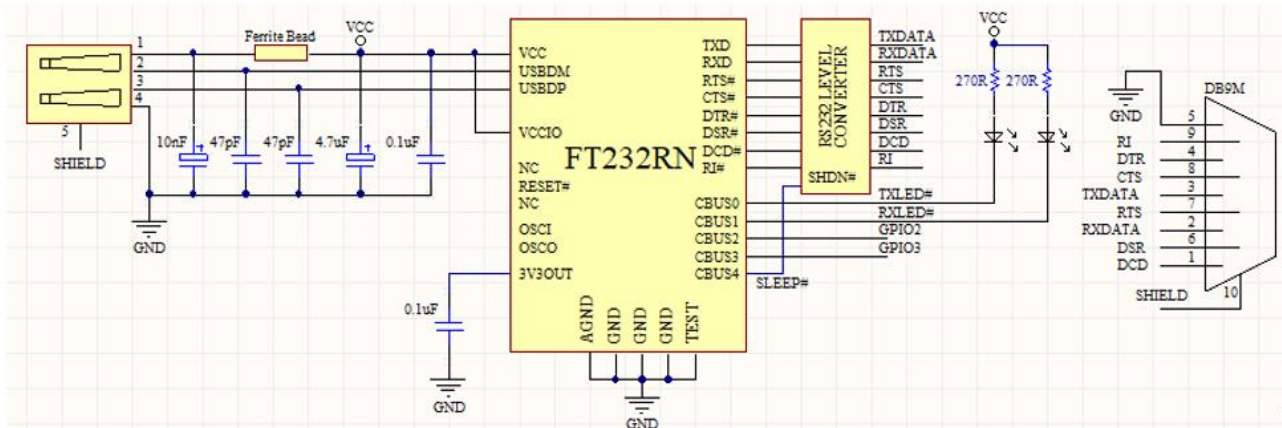 1
2
3
4
5
SHIELD
Ferrite Bead
VCC
10nF
+
47pF
47pF
4.7uF
+
0.1uF
GND
0.1uF
GND
FT232RN
VCC
USBDM
USBDP
VCCIO
NC
RESET#
NC
OSCI
OSCO
3V3OUT
AGND
GND
GND
GND
TEST
GND
TXD
RXD
RTS#
CTS#
DTR#
DSR#
DCD#
RI#
CBUS0
CBUS1
CBUS2
CBUS3
CBUS4
RS232 LEVEL
CONVERTER
SHDN#
TXDATA
RXDATA
RTS
CTS
DTR
DSR
DCD
RI
TXLED#
RXLED#
GPIO2
GPIO3
SLEEP#
VCC
270R
270R
GND
DB9M
5
RI 9
DTR 4
CTS 8
TXDATA 3
RTS 7
RXDATA 2
DSR 6
DCD 1
SHIELD 10